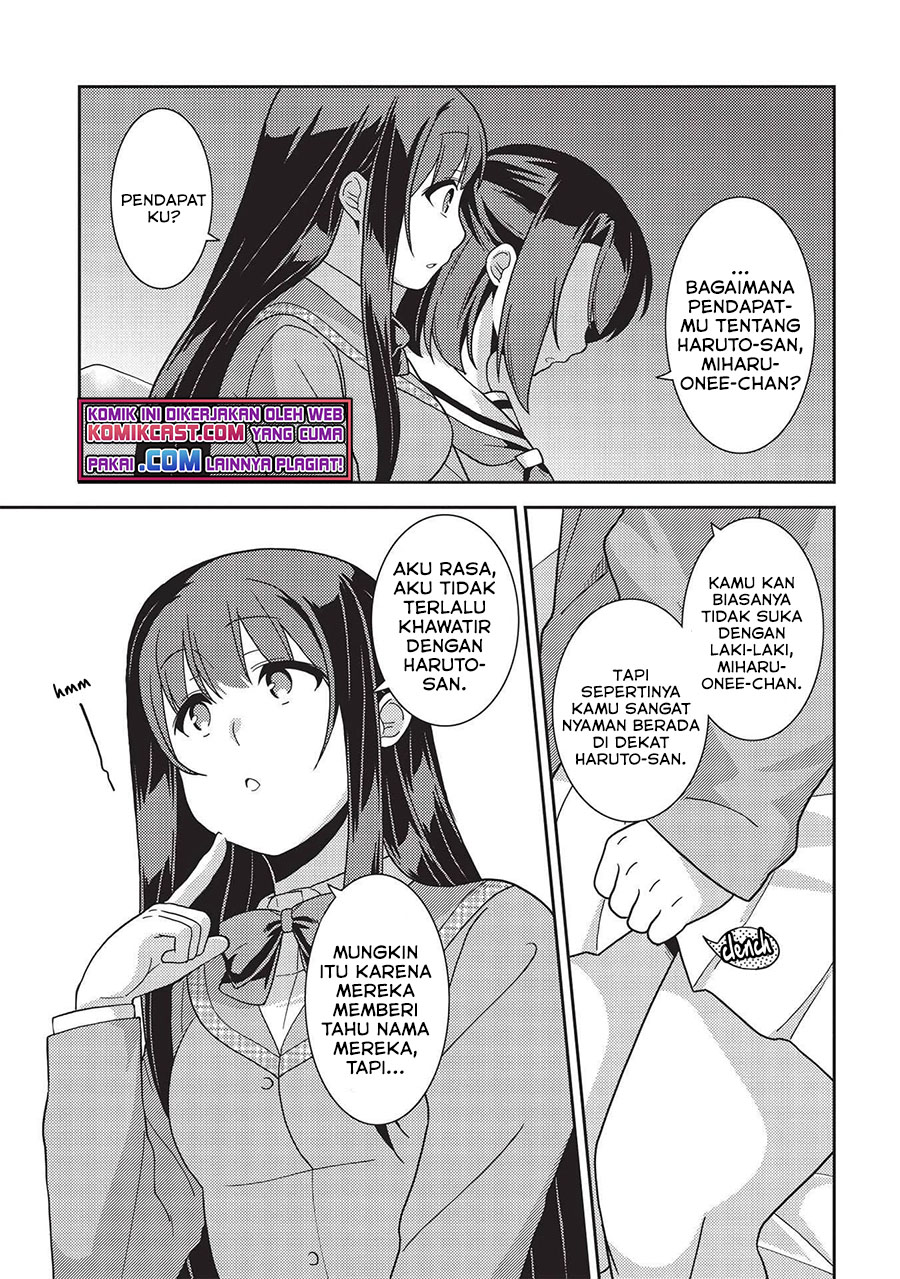 ...
BAGAIMANA
PENDAPAT-
MU TENTANG
HARUTO-SAN,
MIHARU-
ONEE-CHAN?
PENDAPAT
KU?
KOMIK INI DIKERJAKAN OLEH WEB
KOMIKCAST.COM YANG CUMA
PAKAI .COM LAINNYA PLAGIAT!
KAMU KAN
BIASANYA
TIDAK SUKA
DENGAN
LAKI-LAKI,
MIHARU-
ONEE-CHAN.
TAPI
SEPERTINYA
KAMU SANGAT
NYAMAN BERADA
DI DEKAT
HARUTO-SAN.
clench
AKU RASA,
AKU TIDAK
TERLALU
KHAWATIR
DENGAN
HARUTO-
SAN.
hmm
MUNGKIN
ITU KARENA
MEREKA
MEMBERI
TAHU NAMA
MEREKA,
TAPI...